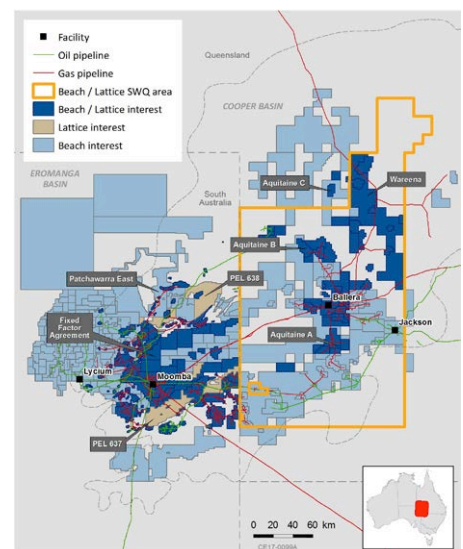 Facility
Oil pipeline
Gas pipeline
Beach / Lattice SWQ area
Beach / Lattice interest
Lattice interest
Beach interest
Queensland
COOPER BASIN
EROMANGA
BASIN
South
Australia
Aquitaine C
Wareena
Aquitaine B
Patchawarra East
PEL 638
Ballera
Fixed
Factor
Agreement
Jackson
Aquitaine A
Lycium
Moomba
PEL 637
0 20 40 60 km
CE17-0099A